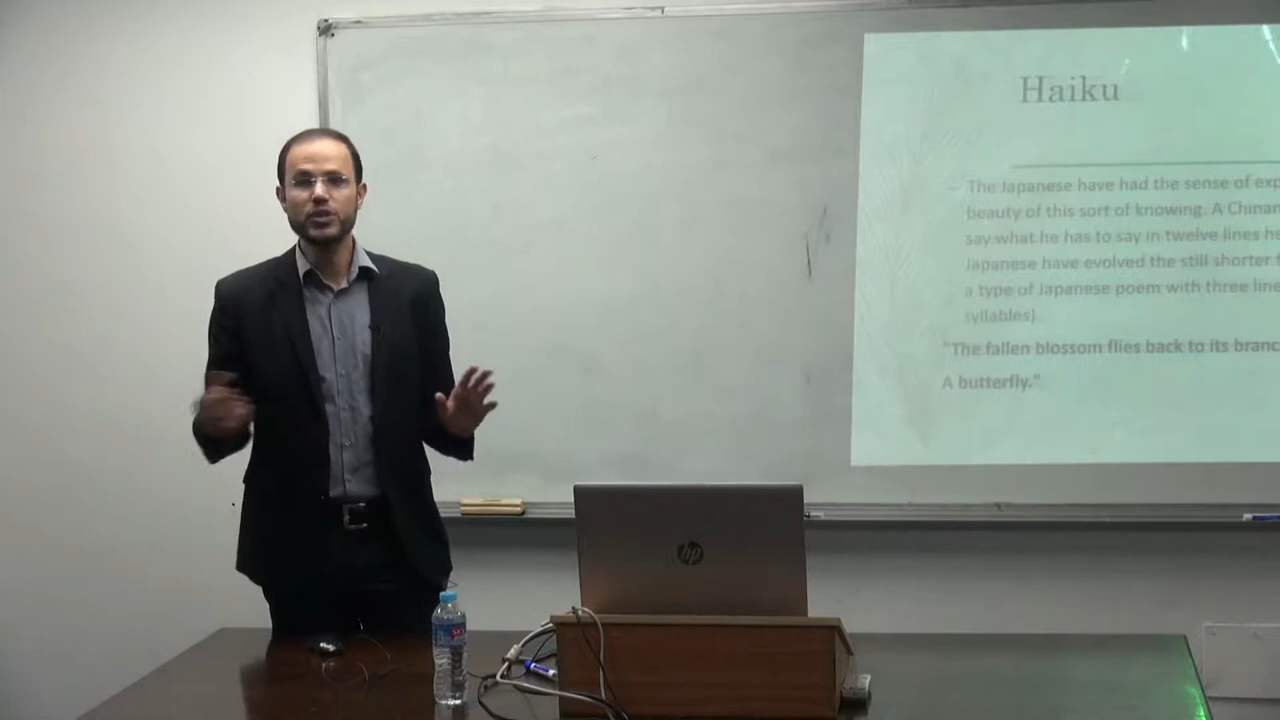 Haiku
– The Japanese have had the sense of exp
beauty of this sort of knowing. A Chinam
say what he has to say in twelve lines he
Japanese have evolved the still shorter f
a type of Japanese poem with three line
syllables)
"The fallen blossom flies back to its branc
A butterfly."
hp